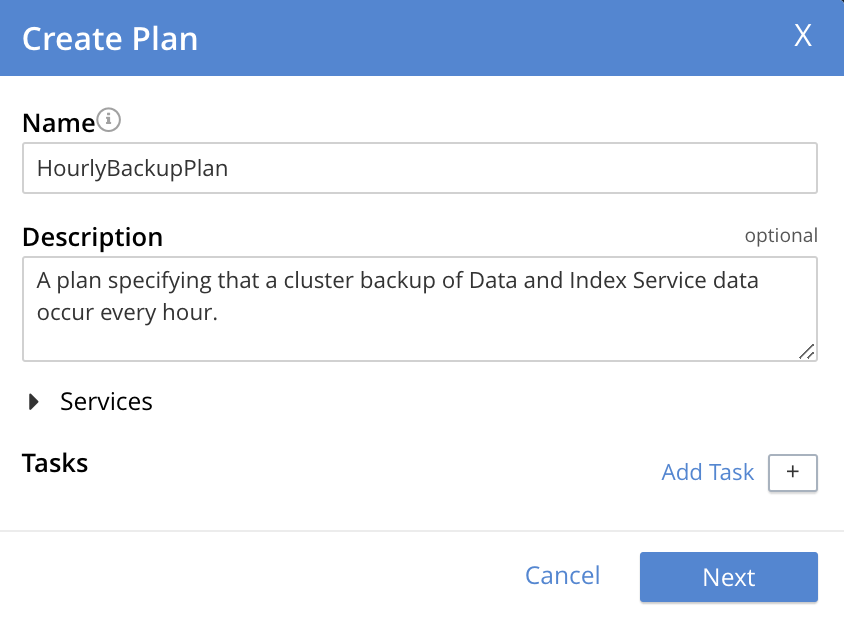 Create Plan X
Name
HourlyBackupPlan
Description optional
A plan specifying that a cluster backup of Data and Index Service data
occur every hour.
Services
Tasks Add Task +
Cancel Next